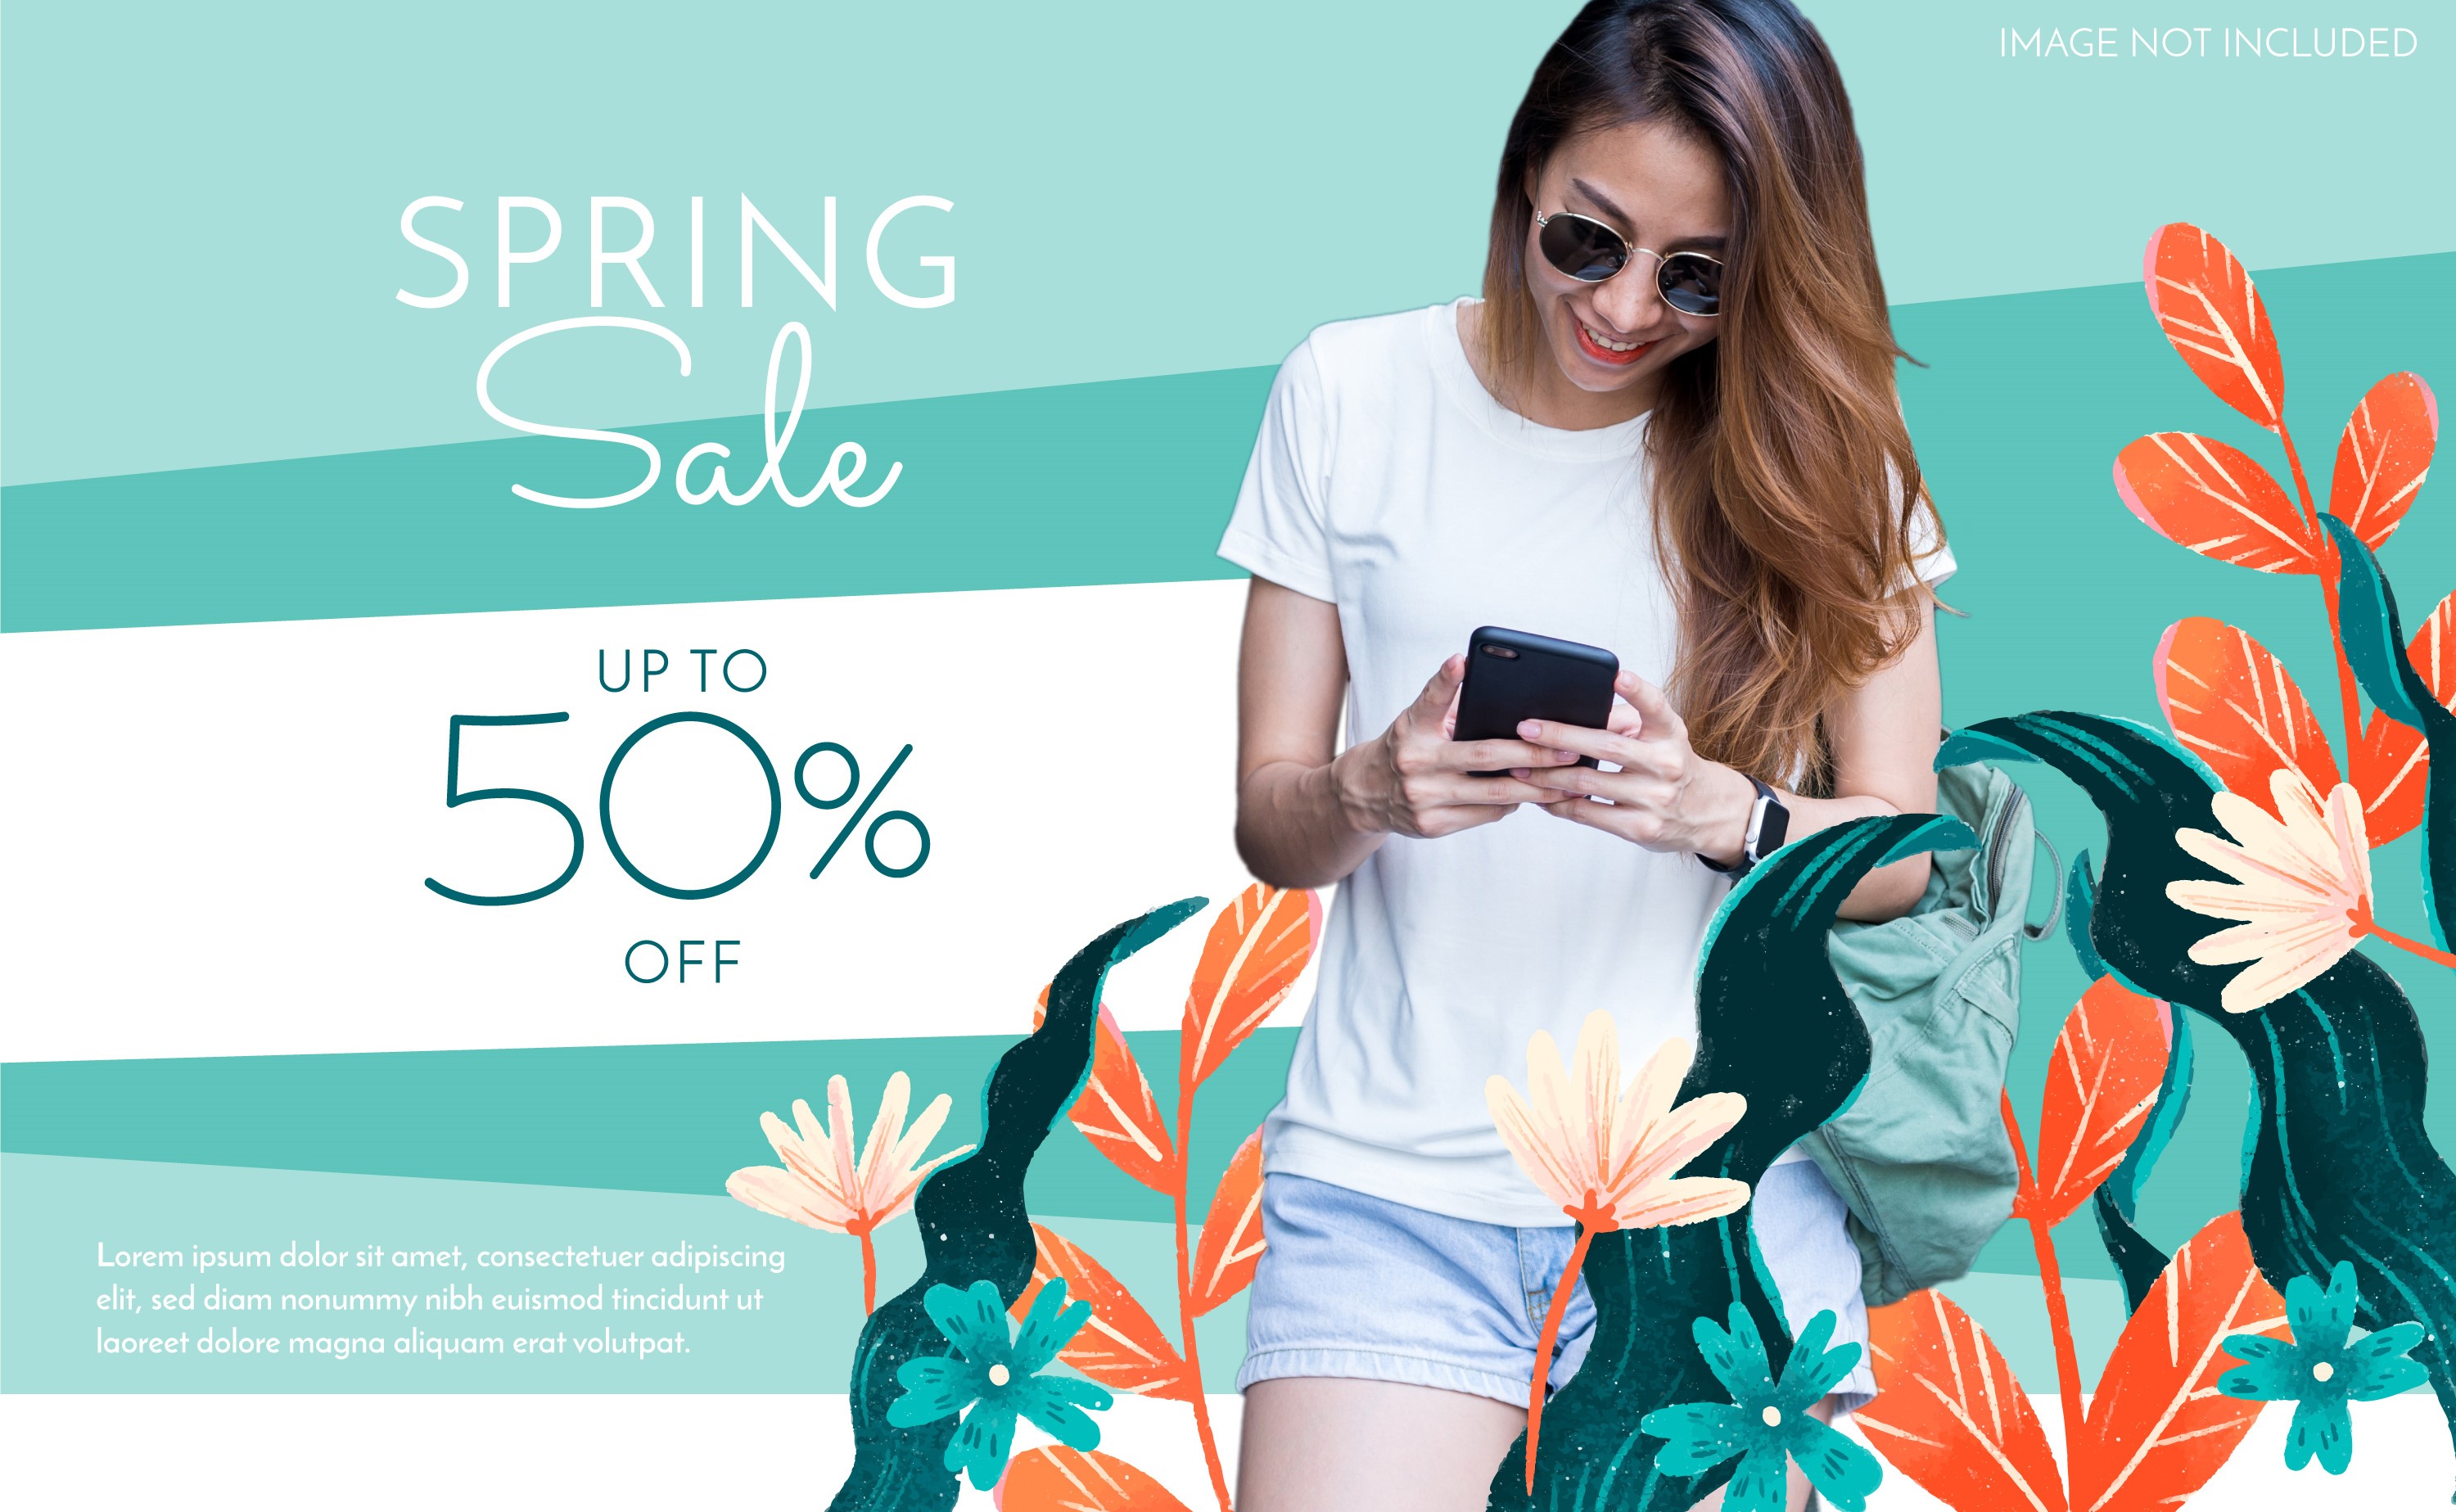 IMAGE NOT INCLUDED
SPRING
Sale
UP TO
50%
OFF
Lorem ipsum dolor sit amet, consectetuer adipiscing
elit, sed diam nonummy nibh euismod tincidunt ut
laoreet dolore magna aliquam erat volutpat.